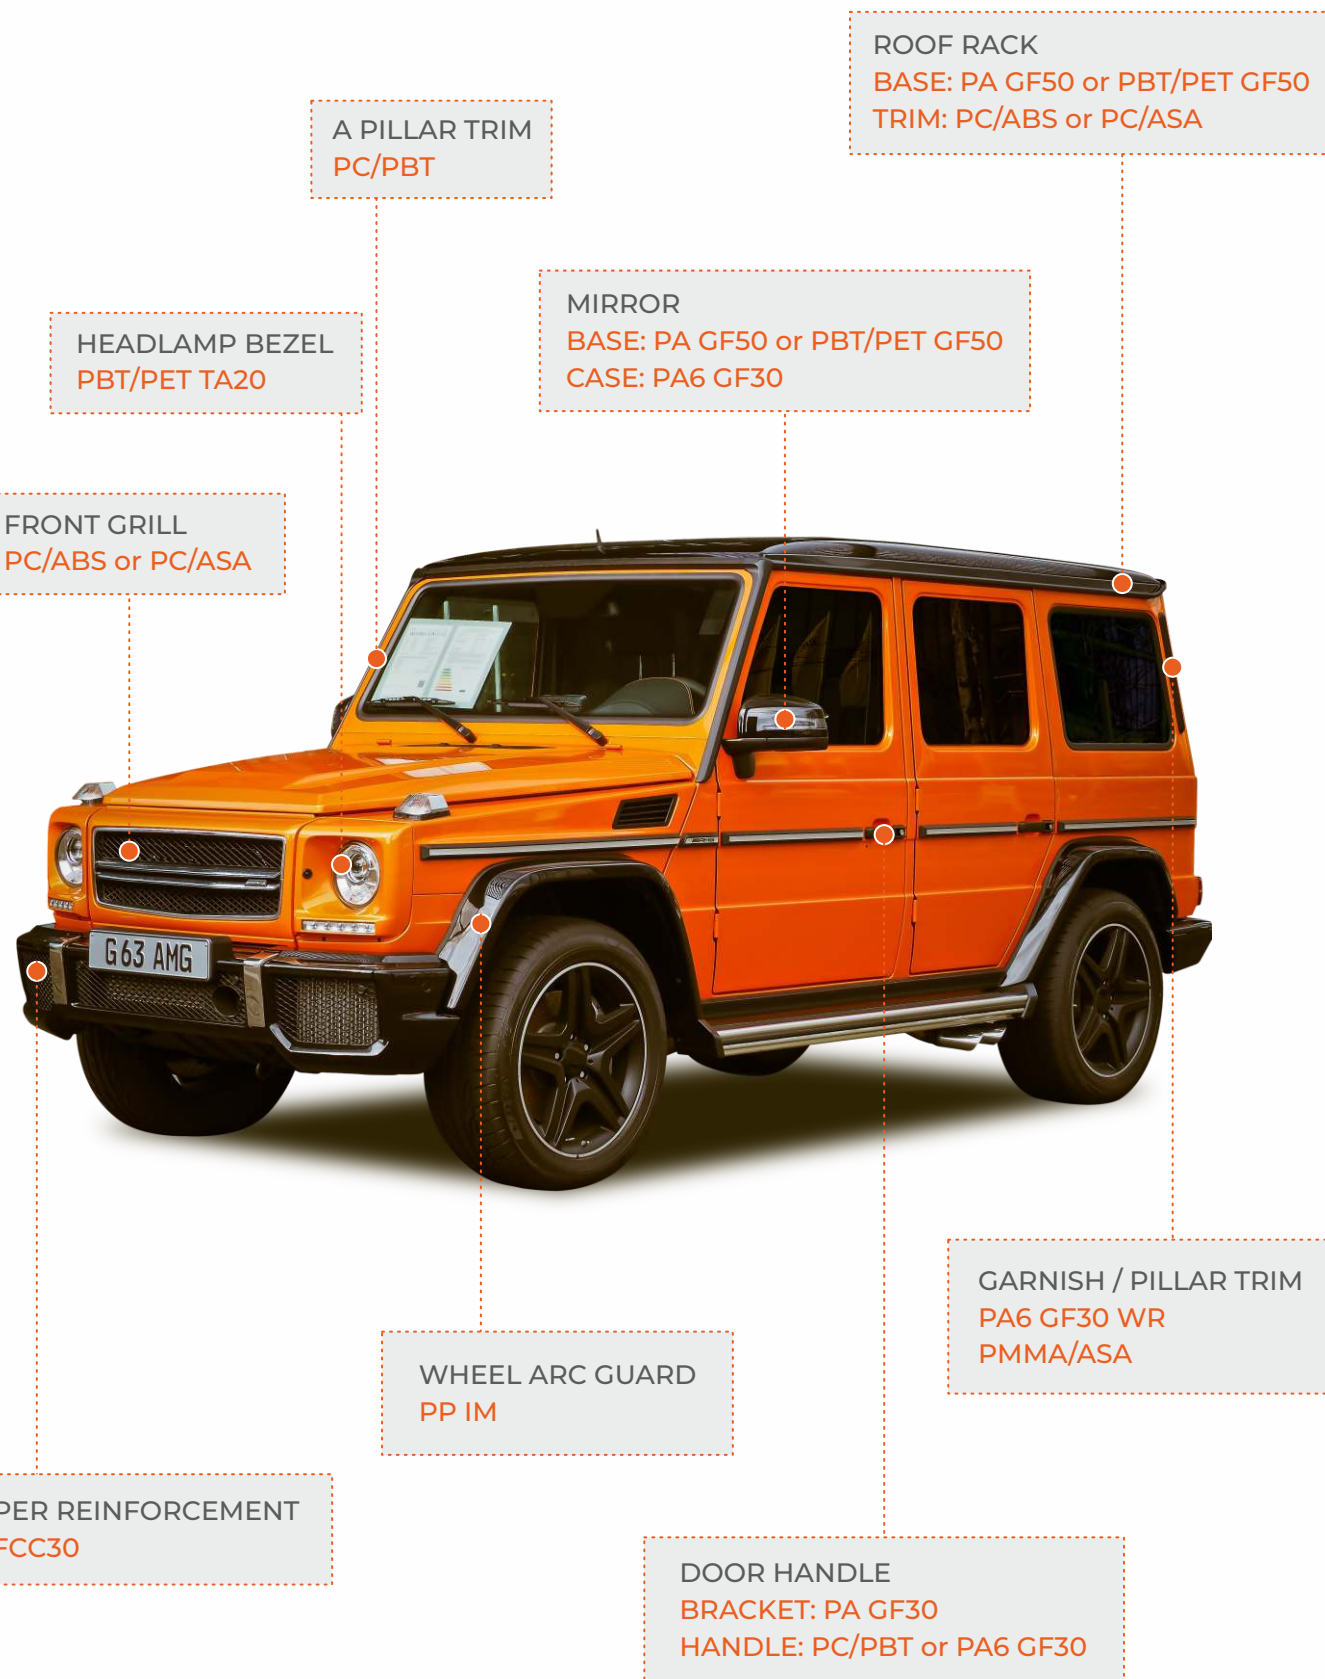 ROOF RACK
BASE: PA GF50 or PBT/PET GF50
TRIM: PC/ABS or PC/ASA
A PILLAR TRIM
PC/PBT
MIRROR
BASE: PA GF50 or PBT/PET GF50
CASE: PA6 GF30
HEADLAMP BEZEL
PBT/PET TA20
FRONT GRILL
PC/ABS or PC/ASA
G63 AMG
GARNISH / PILLAR TRIM
PA6 GF30 WR
PMMA/ASA
WHEEL ARC GUARD
PP IM
PER REINFORCEMENT
FCC30
DOOR HANDLE
BRACKET: PA GF30
HANDLE: PC/PBT or PA6 GF30